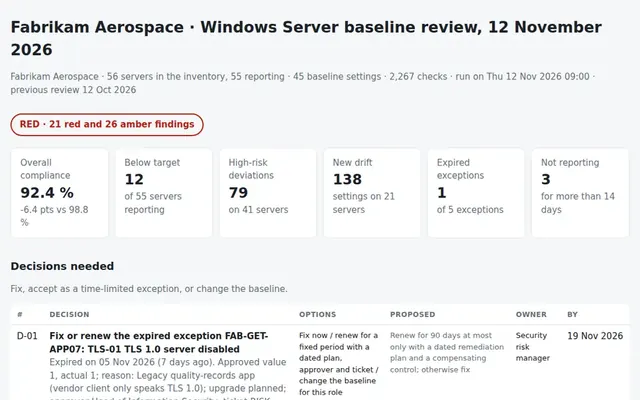 Fabrikam Aerospace · Windows Server baseline review, 12 November
2026
Fabrikam Aerospace · 56 servers in the inventory, 55 reporting · 45 baseline settings · 2,267 checks · run on Thu 12 Nov 2026 09:00 ·
previous review 12 Oct 2026
RED · 21 red and 26 amber findings
Overall
compliance
92.4 %
-6.4 pts vs 98.8
%
Below target
12
of 55 servers
reporting
High-risk
deviations
79
on 41 servers
New drift
138
settings on 21
servers
Expired
exceptions
1
of 5 exceptions
Not reporting
3
for more than 14
days
Decisions needed
Fix, accept as a time-limited exception, or change the baseline.
# DECISION OPTIONS PROPOSED OWNER BY
D-01
Fix or renew the expired exception FAB-GET-
APP07: TLS-01 TLS 1.0 server disabled
Expired on 05 Nov 2026 (7 days ago). Approved value
1, actual 1; reason: Legacy quality-records app
(vendor client only speaks TLS 1.0); upgrade planned;
Fix now / renew for a
fixed period with a
dated plan,
approver and ticket /
change the baseline
for this role
Renew for 90 days at most
only with a dated remediation
plan and a compensating
control; otherwise fix
Security
risk
manager
19 Nov 2026